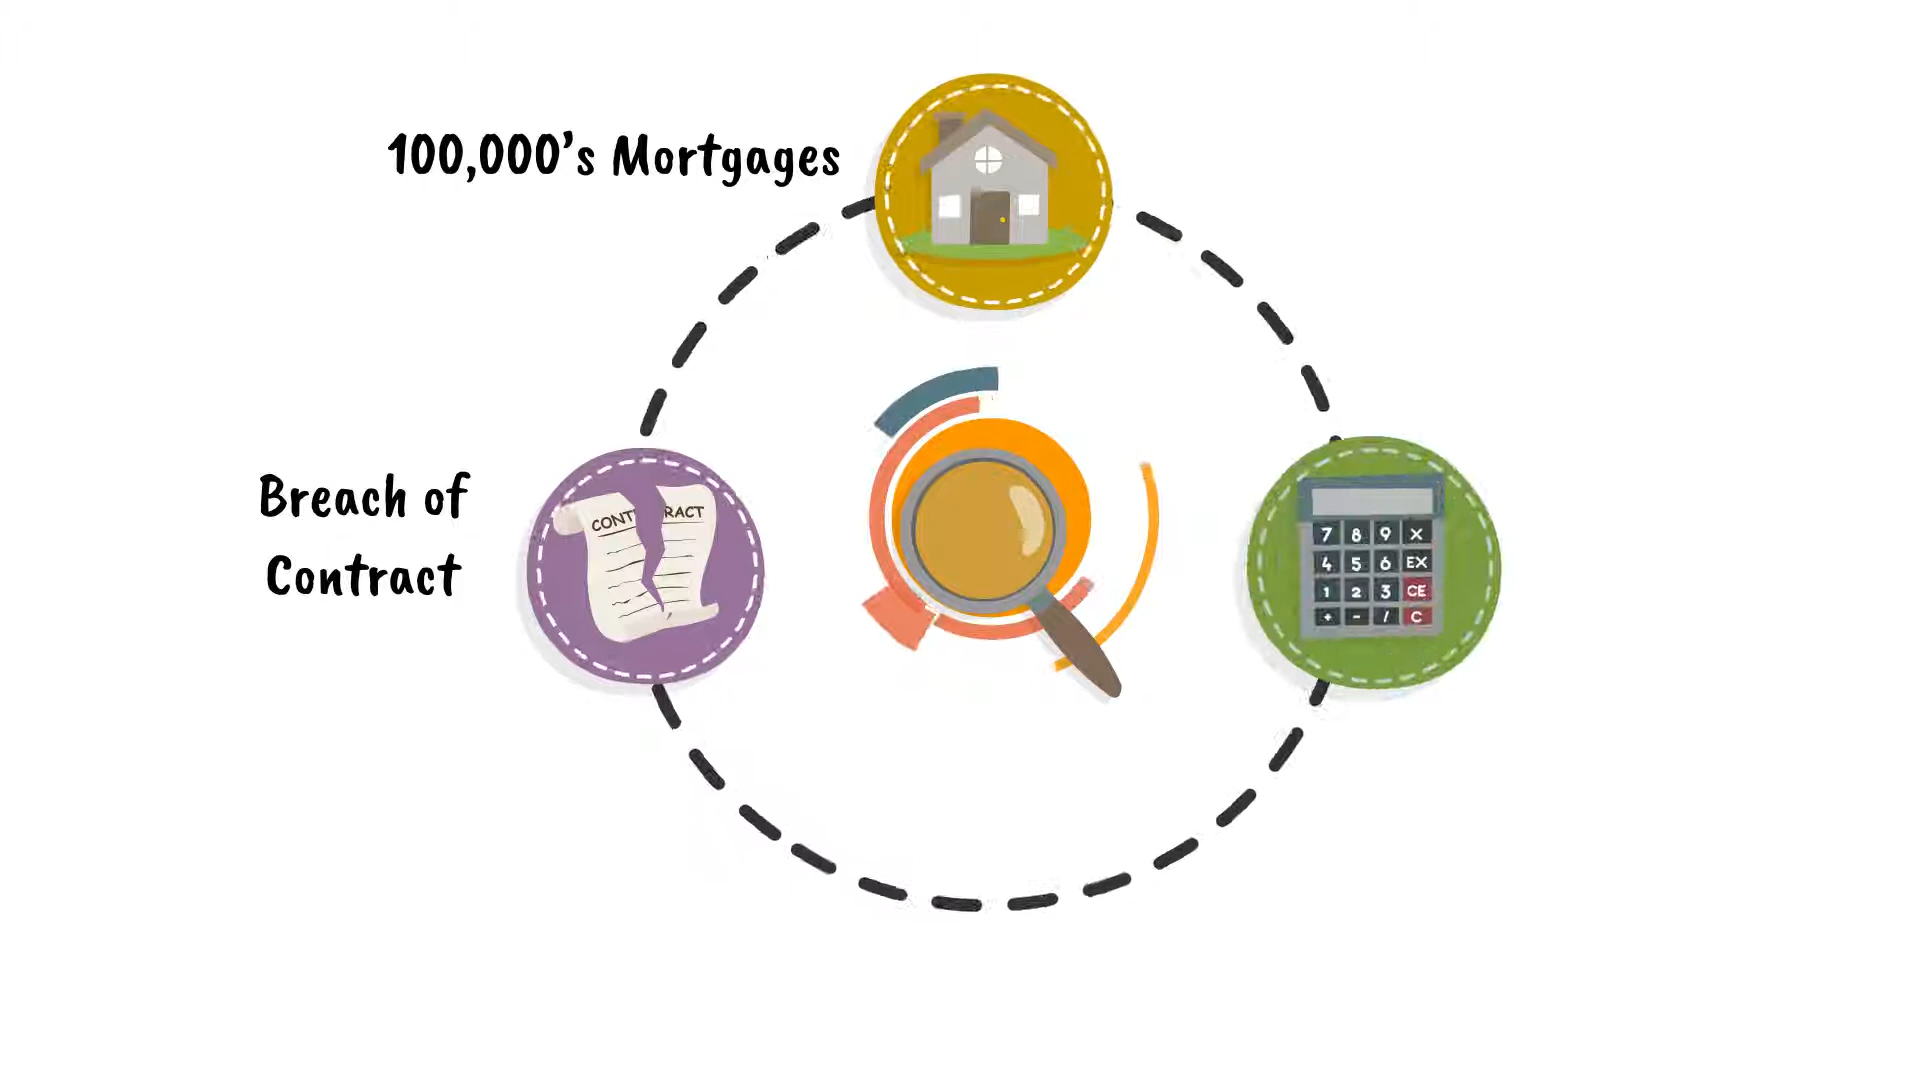 100,000's Mortgages
Breach of
Contract
CONT RACT
7 8 9 X
4 5 6 EX
1 2 3 CE
+ - / C